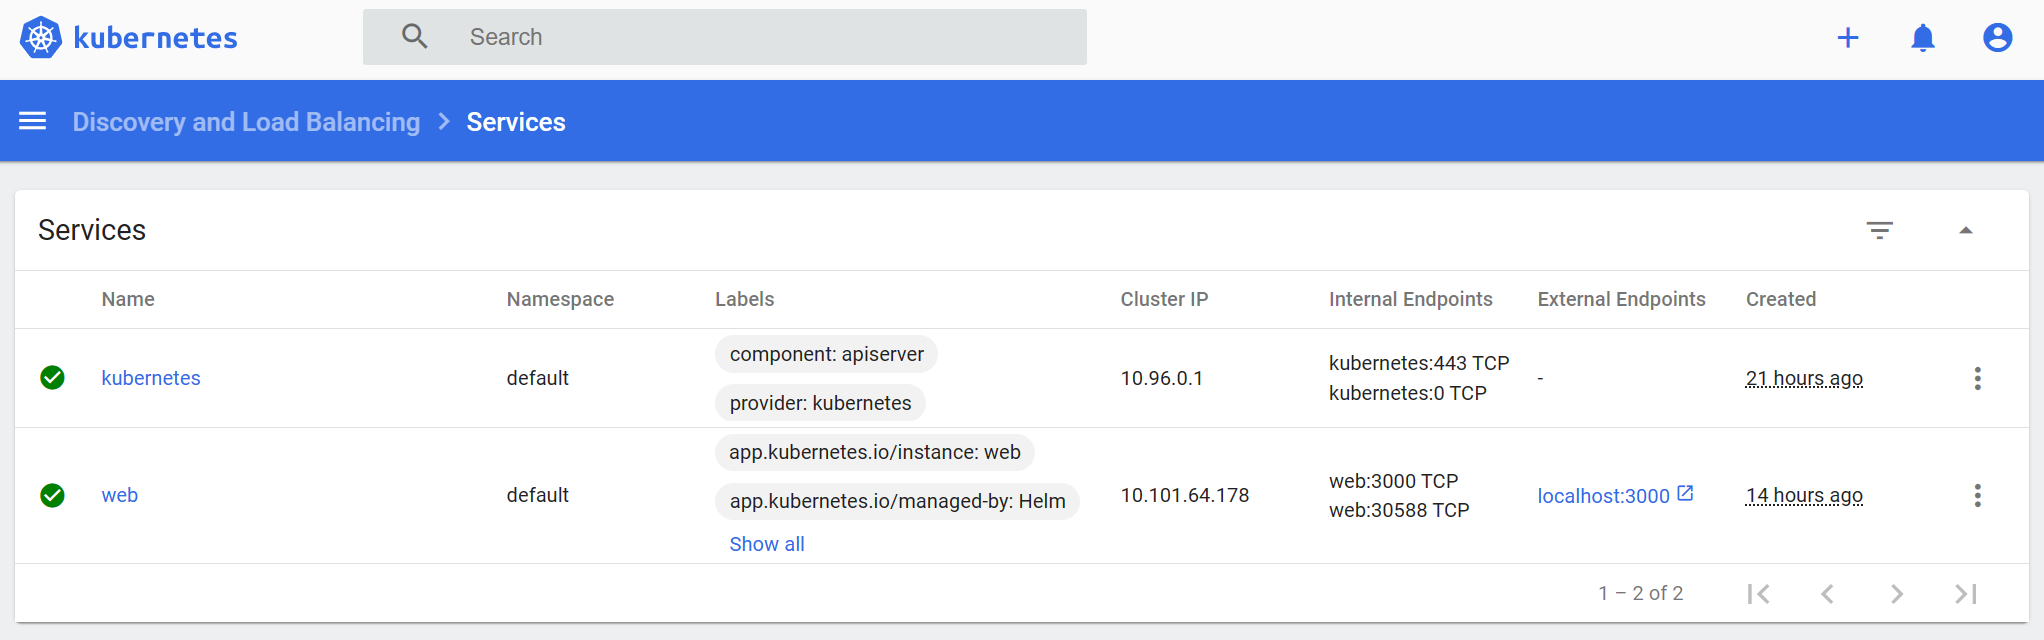 kubernetes
Search
Discovery and Load Balancing > Services
Services
Name Namespace Labels Cluster IP Internal Endpoints External Endpoints Created
kubernetes default component: apiserver provider: kubernetes 10.96.0.1 kubernetes:443 TCP kubernetes:0 TCP - 21 hours ago
web default app.kubernetes.io/instance: web app.kubernetes.io/managed-by: Helm Show all 10.101.64.178 web:3000 TCP web:30588 TCP localhost:3000 14 hours ago
1 – 2 of 2